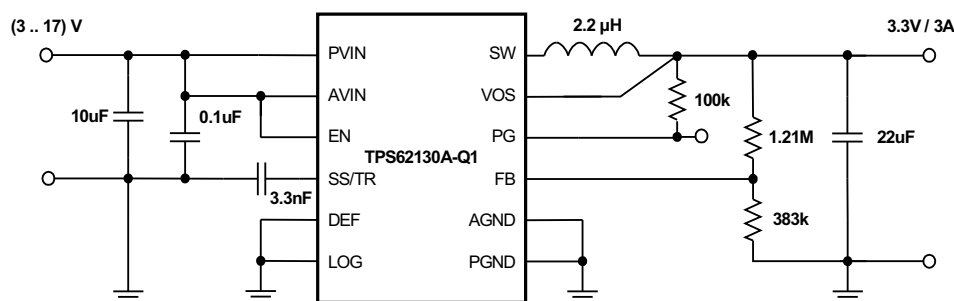 (3 .. 17) V
2.2 µH
3.3V / 3A
PVIN
SW
AVIN
VOS
100k
10uF
0.1uF
EN
PG
1.21M
22uF
TPS62130A-Q1
SS/TR
FB
3.3nF
DEF
AGND
383k
LOG
PGND